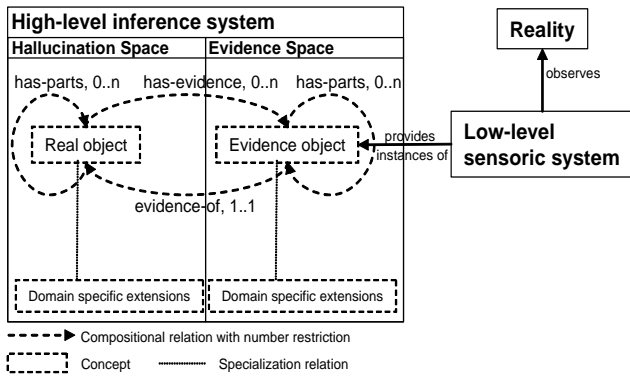 High-level inference system
Hallucination Space
Evidence Space
has-parts, 0..n
has-evidence, 0..n
has-parts, 0..n
Real object
Evidence object
evidence-of, 1..1
Domain specific extensions
Domain specific extensions
Reality
observes
provides
instances of
Low-level
sensoric system
Compositional relation with number restriction
Concept
Specialization relation